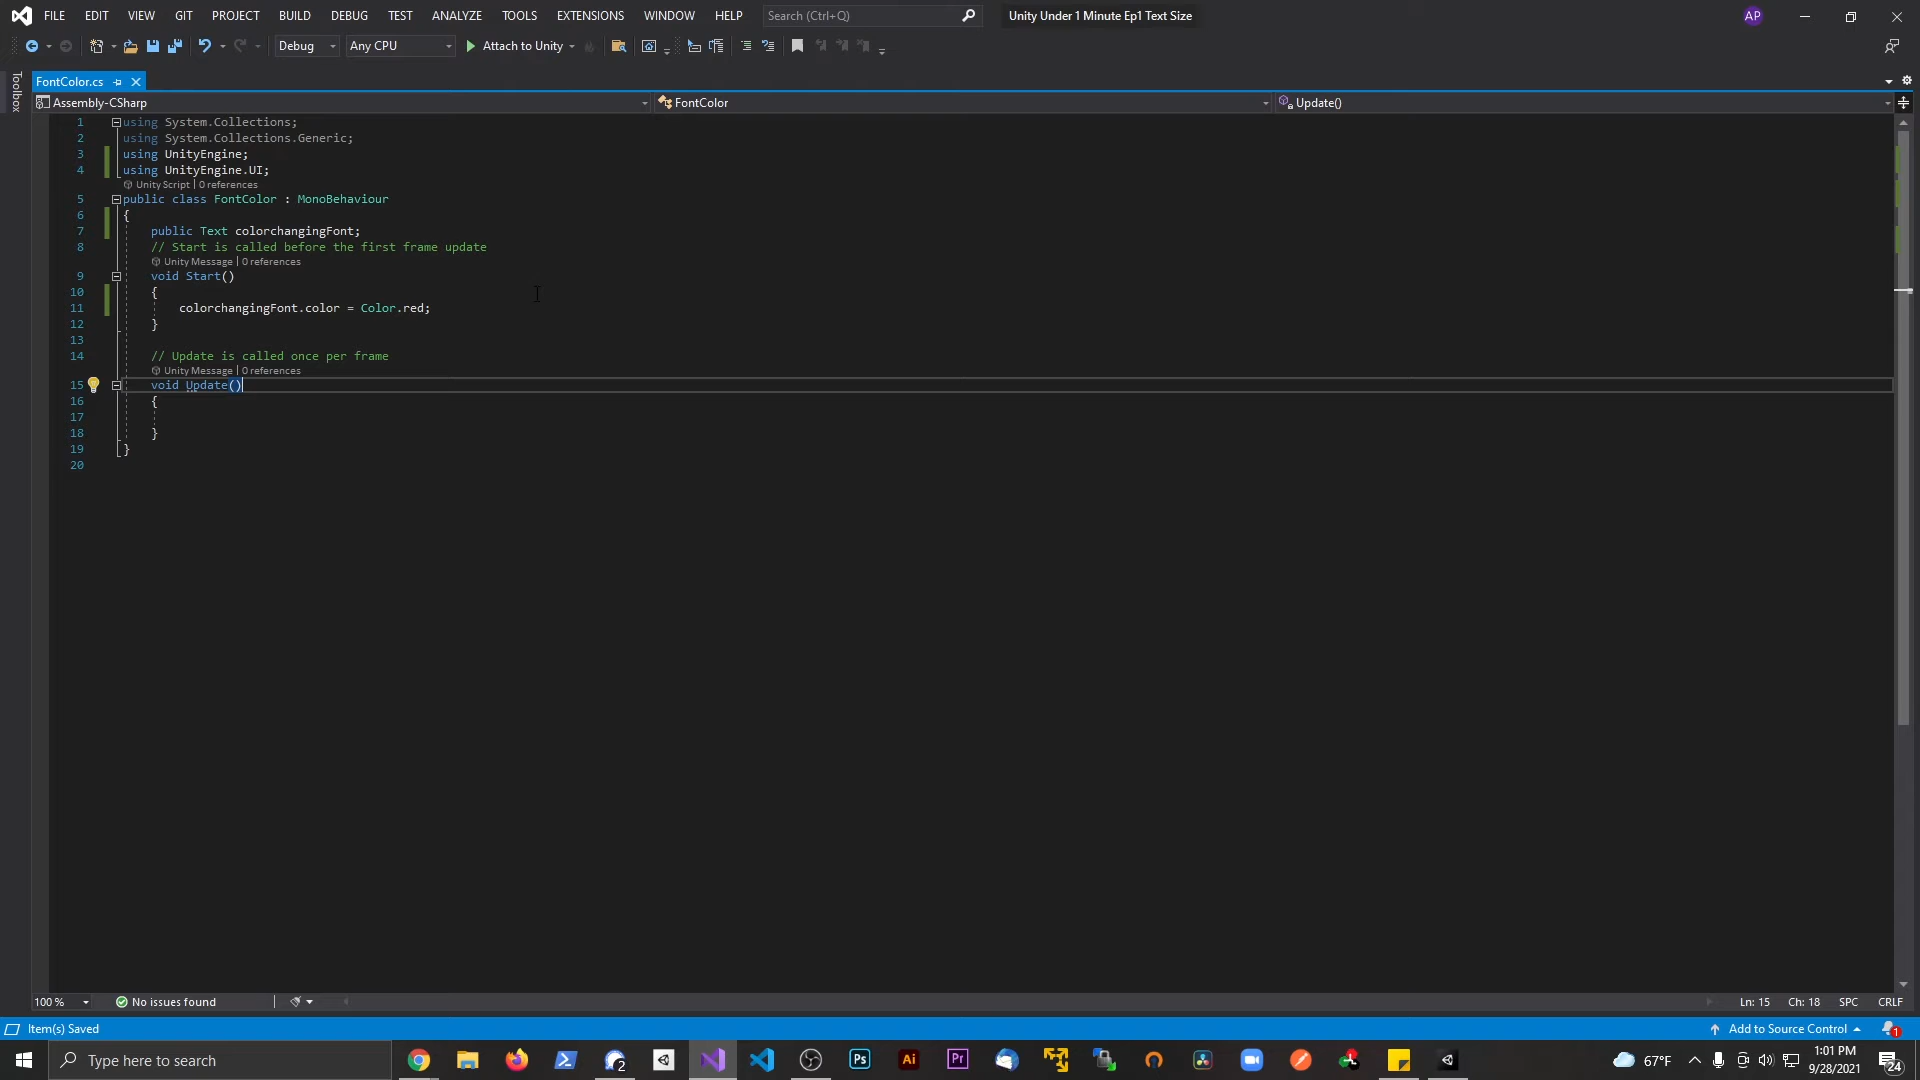 FILE EDIT VIEW GIT PROJECT BUILD DEBUG TEST ANALYZE TOOLS EXTENSIONS WINDOW HELP Search (Ctrl+Q) Unity Under 1 Minute Ep1 Text Size AP
Debug Any CPU Attach to Unity
Toolbox
FontColor.cs
Assembly-CSharp FontColor Update()
1 using System.Collections;
2 using System.Collections.Generic;
3 using UnityEngine;
4 using UnityEngine.UI;
Unity Script | 0 references
5 public class FontColor : MonoBehaviour
6 {
7 public Text colorchangingFont;
8 // Start is called before the first frame update
Unity Message | 0 references
9 void Start()
10 {
11 colorchangingFont.color = Color.red;
12 }
13
14 // Update is called once per frame
Unity Message | 0 references
15 void Update()
16 {
17
18 }
19 }
20
100 % No issues found Ln: 15 Ch: 18 SPC CRLF
Item(s) Saved Add to Source Control 1
Type here to search 2 Ps Ai Pr 67°F 1:01 PM
9/28/2021 24